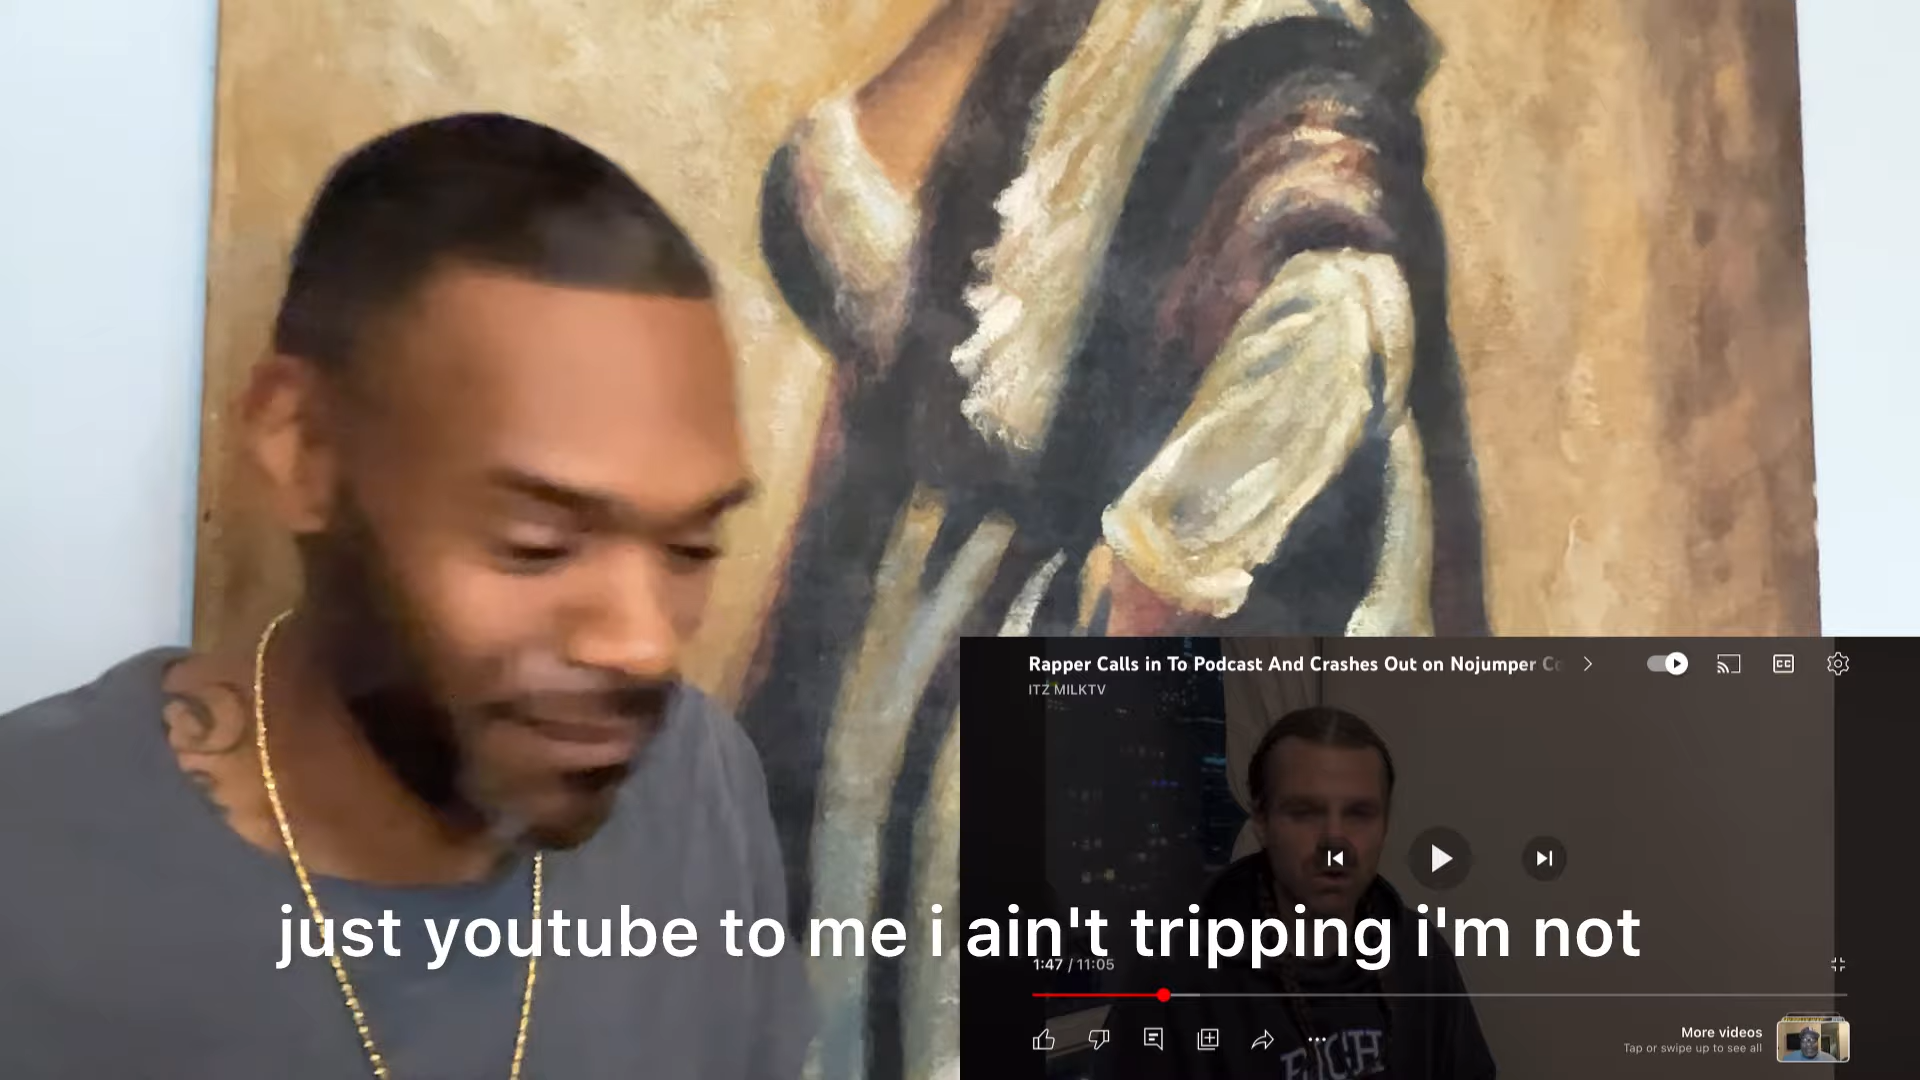 Rapper Calls in To Podcast And Crashes Out on Nojumper
ITZ MILKTV
CC
just youtube to me i ain't tripping i'm not
1:47 / 11:05
More videos
Tap or swipe up to see all